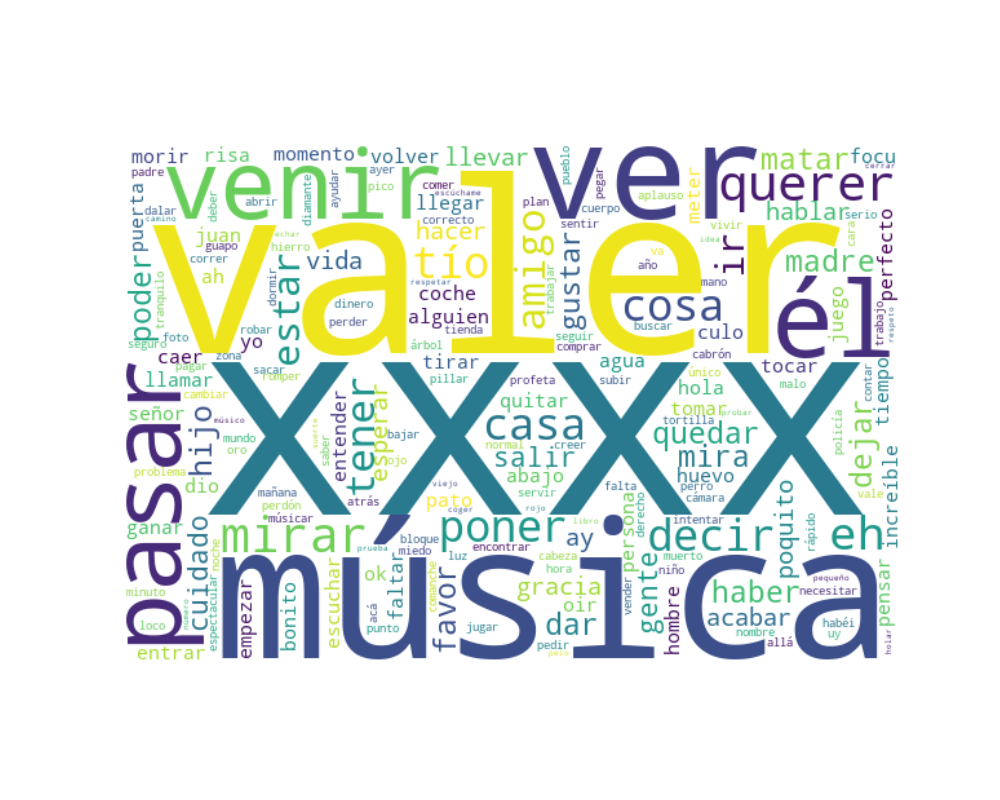 morir
risa
momento
volver
llevar
ver
matar
focu
cerrar
padre
venir
ayer
pico
comer
escúchame
pueblo
pegar
aplauso
meter
querer
puerta
dalar
camino
deber
abrir
diamante
ayudar
llegar
plan
cuerpo
hablar
serio
juan
guapo
echar
correcto
hacer
amigo
sentir
vivir
cara
valer
idea
poder
tranquilo
correr
hierro
vida
tío
gustar
va
ir
madre
perfecto
ah
estar
dormir
respetar
trabajar
año
mano
juego
dinero
coche
cosa
él
trabajo
respeto
robar
perder
alguien
tienda
seguir
buscar
culo
seguro
foto
yo
árbol
comprar
cabrón
caer
zona
sacar
tirar
agua
único
tocar
pasar
pagar
llamar
cambiar
romper
pillar
profeta
subir
hola
malo
contar
tiempo
xxxx
señor
hijo
músico
suerte
tener
esperar
quitar
tomar
probar
tortilla
dejar
mundo
oro
saber
entender
bajar
ojo
casa
normal
creer
quedar
policía
problema
dio
salir
mira
increíble
mañana
perdón
atrás
viejo
abajo
servir
falta
huevo
perro
cámara
vale
pato
coger
rojo
persona
derecho
ganar
cuidado
músicar
mirar
bloque
poner
libro
ay
intentar
decir
poquito
rápido
eh
noche
prueba
miedo
luz
encontrar
cabeza
muerto
minuto
número
espectacular
empezar
bonito
escuchar
ok
faltar
comanche
favor
hora
gracia
oir
vender
gente
niño
haber
pequeño
necesitar
pensar
loco
música
acá
punto
jugar
dar
hombre
acabar
habéi
entrar
pedir
pelo
nombre
allá
uy
holar